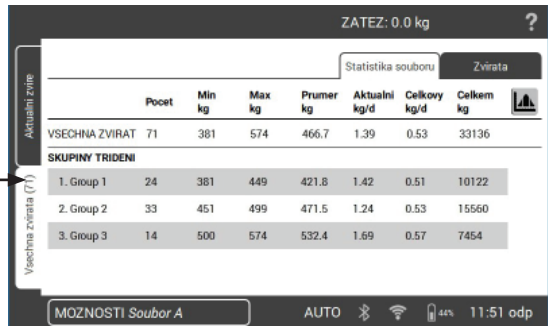 ZATEZ: 0.0 kg ?
Statistika souboru Zvirata
Aktualni zvire
Vsechna zvirata (71)
Pocet Min kg Max kg Prumer kg Aktualni kg/d Celkovy kg/d Celkem kg
VSECHNA ZVIRAT 71 381 574 466.7 1.39 0.53 33136
SKUPINY TRIDENI
1. Group 1 24 381 449 421.8 1.42 0.51 10122
2. Group 2 33 451 499 471.5 1.24 0.53 15560
3. Group 3 14 500 574 532.4 1.69 0.57 7454
MOZNOSTI Soubor A AUTO 44% 11:51 odp